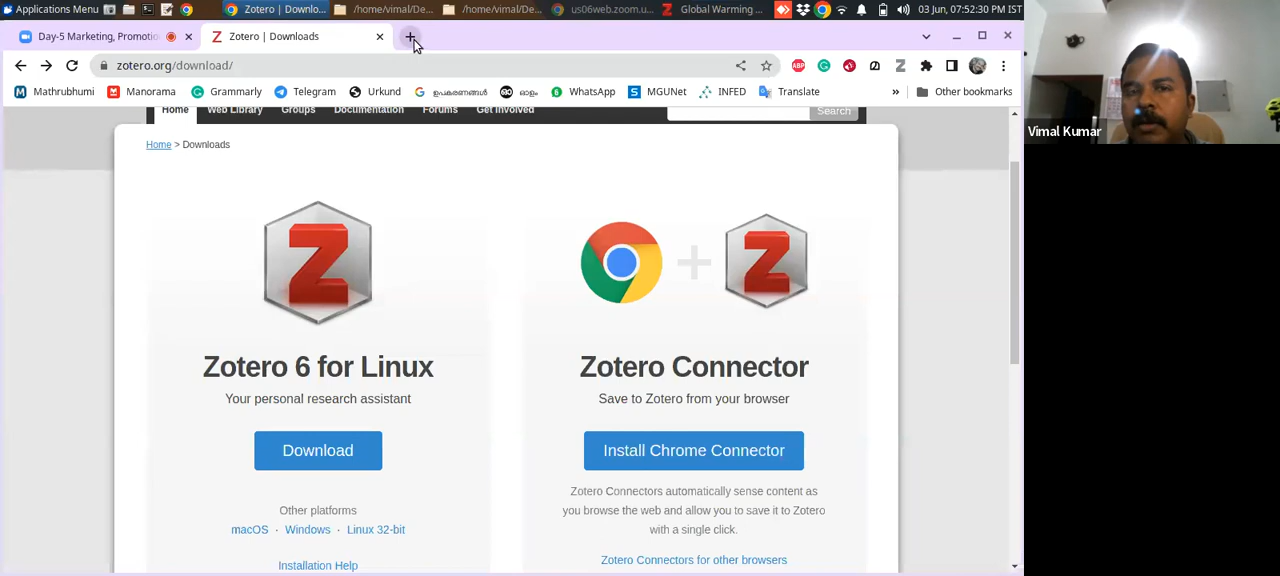 Applications Menu
Zotero | Downlo...
/home/vimal/De...
/home/vimal/De...
us06web.zoom.u...
Global Warming ...
03 Jun, 07:52:30 PM IST
Day-5 Marketing, Promotio
Zotero | Downloads
zotero.org/download/
Mathrubhumi
Manorama
Grammarly
Telegram
Urkund
ഉപകരണങ്ങൾ
ഓളം
WhatsApp
MGUNet
INFED
Translate
»
Other bookmarks
Home
Web Library
Groups
Documentation
Forums
Get Involved
Search
Home > Downloads
Zotero 6 for Linux
Your personal research assistant
Download
Other platforms
macOS · Windows · Linux 32-bit
Installation Help
Zotero Connector
Save to Zotero from your browser
Install Chrome Connector
Zotero Connectors automatically sense content as
you browse the web and allow you to save it to Zotero
with a single click.
Zotero Connectors for other browsers
Vimal Kumar